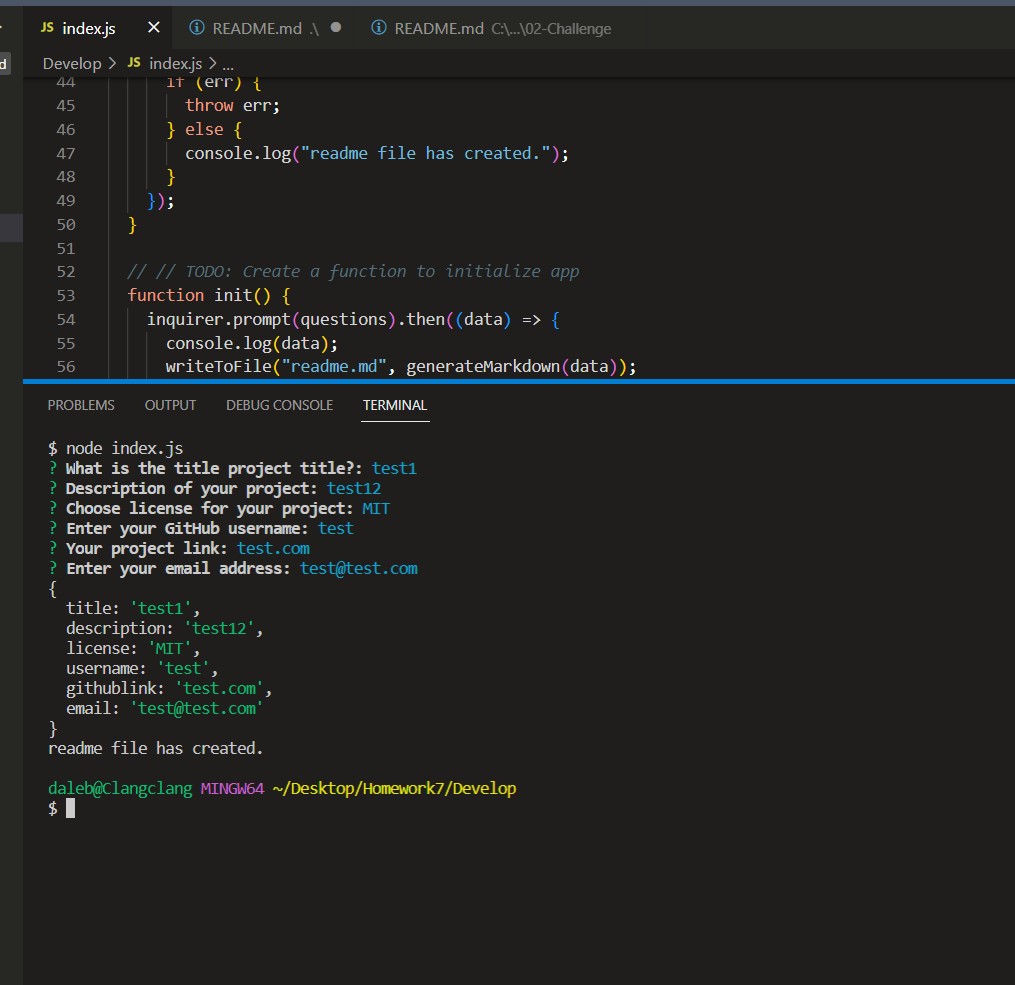 JS index.js × README.md .\ ● README.md C:\...\02-Challenge
d
Develop > JS index.js > ...
44 if (err) {
45 throw err;
46 } else {
47 console.log("readme file has created.");
48 }
49 });
50 }
51
52 // // TODO: Create a function to initialize app
53 function init() {
54 inquirer.prompt(questions).then((data) => {
55 console.log(data);
56 writeToFile("readme.md", generateMarkdown(data));
PROBLEMS OUTPUT DEBUG CONSOLE TERMINAL
$ node index.js
? What is the title project title?: test1
? Description of your project: test12
? Choose license for your project: MIT
? Enter your GitHub username: test
? Your project link: test.com
? Enter your email address: test@test.com
{
title: 'test1',
description: 'test12',
license: 'MIT',
username: 'test',
githublink: 'test.com',
email: 'test@test.com'
}
readme file has created.
daleb@Clangclang MINGW64 ~/Desktop/Homework7/Develop
$